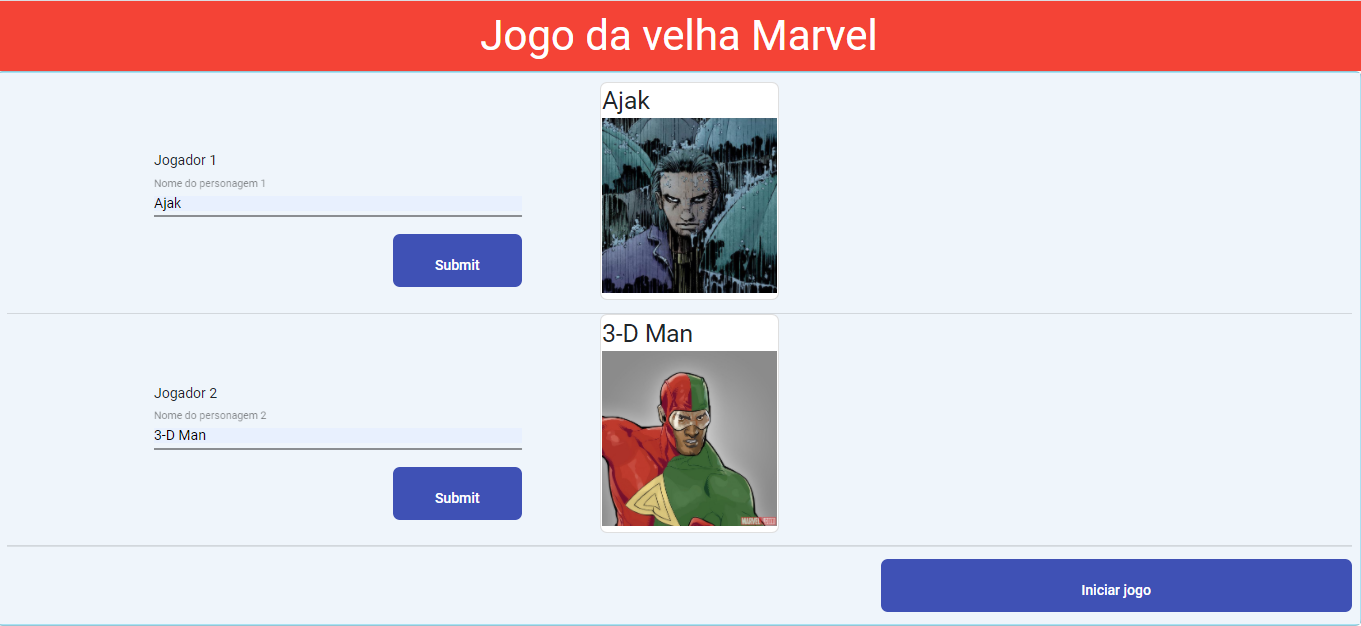 Jogo da velha Marvel
Ajak
Jogador 1
Nome do personagem 1
Ajak
Submit
3-D Man
Jogador 2
Nome do personagem 2
3-D Man
Submit
MARVEL
Iniciar jogo